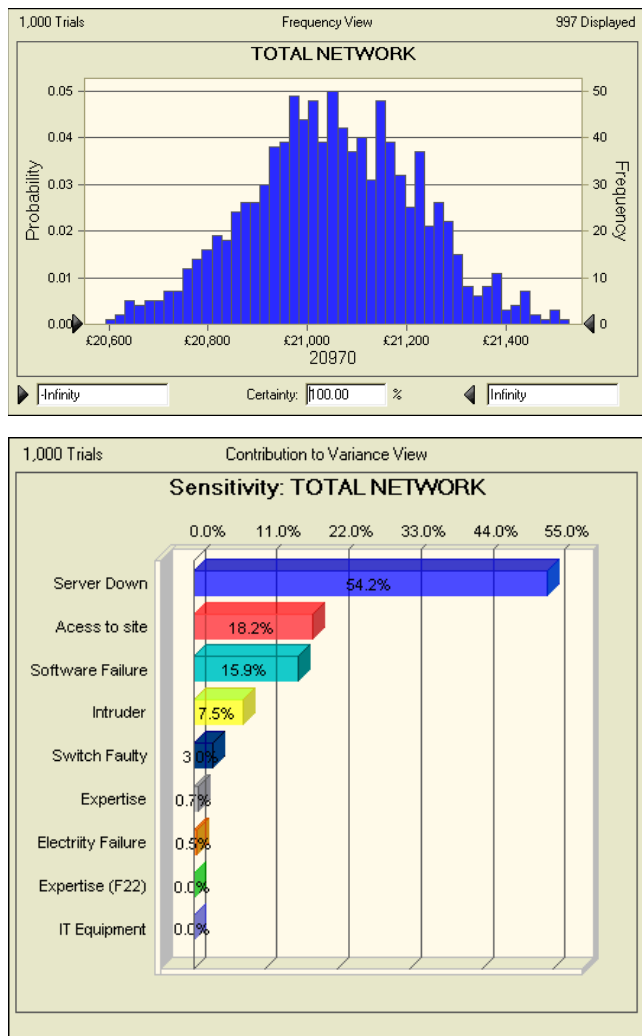 1,000 Trials Frequency View 997 Displayed
TOTAL NETWORK
0.05 50
0.04 40
0.03 30
0.02 20
0.01 10
0.00 0
Probability
Frequency
£20,600 £20,800 £21,000 £21,200 £21,400
20970
-Infinity Certainty: 100.00 % Infinity
1,000 Trials Contribution to Variance View
Sensitivity: TOTAL NETWORK
0.0% 11.0% 22.0% 33.0% 44.0% 55.0%
Server Down 54.2%
Acess to site 18.2%
Software Failure 15.9%
Intruder 7.5%
Switch Faulty 3.0%
Expertise 0.7%
Electriity Failure 0.5%
Expertise (F22) 0.0%
IT Equipment 0.0%